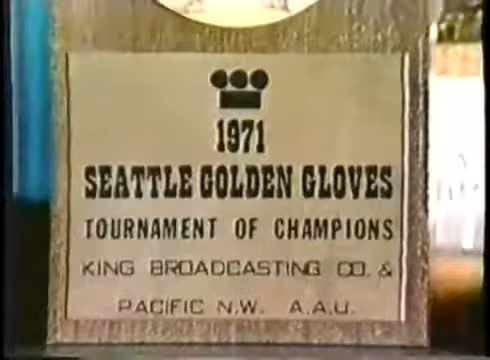 1971
SEATTLE GOLDEN GLOVES
TOURNAMENT OF CHAMPIONS
KING BROADCASTING CO. &
PACIFIC N.W. A.A.U.